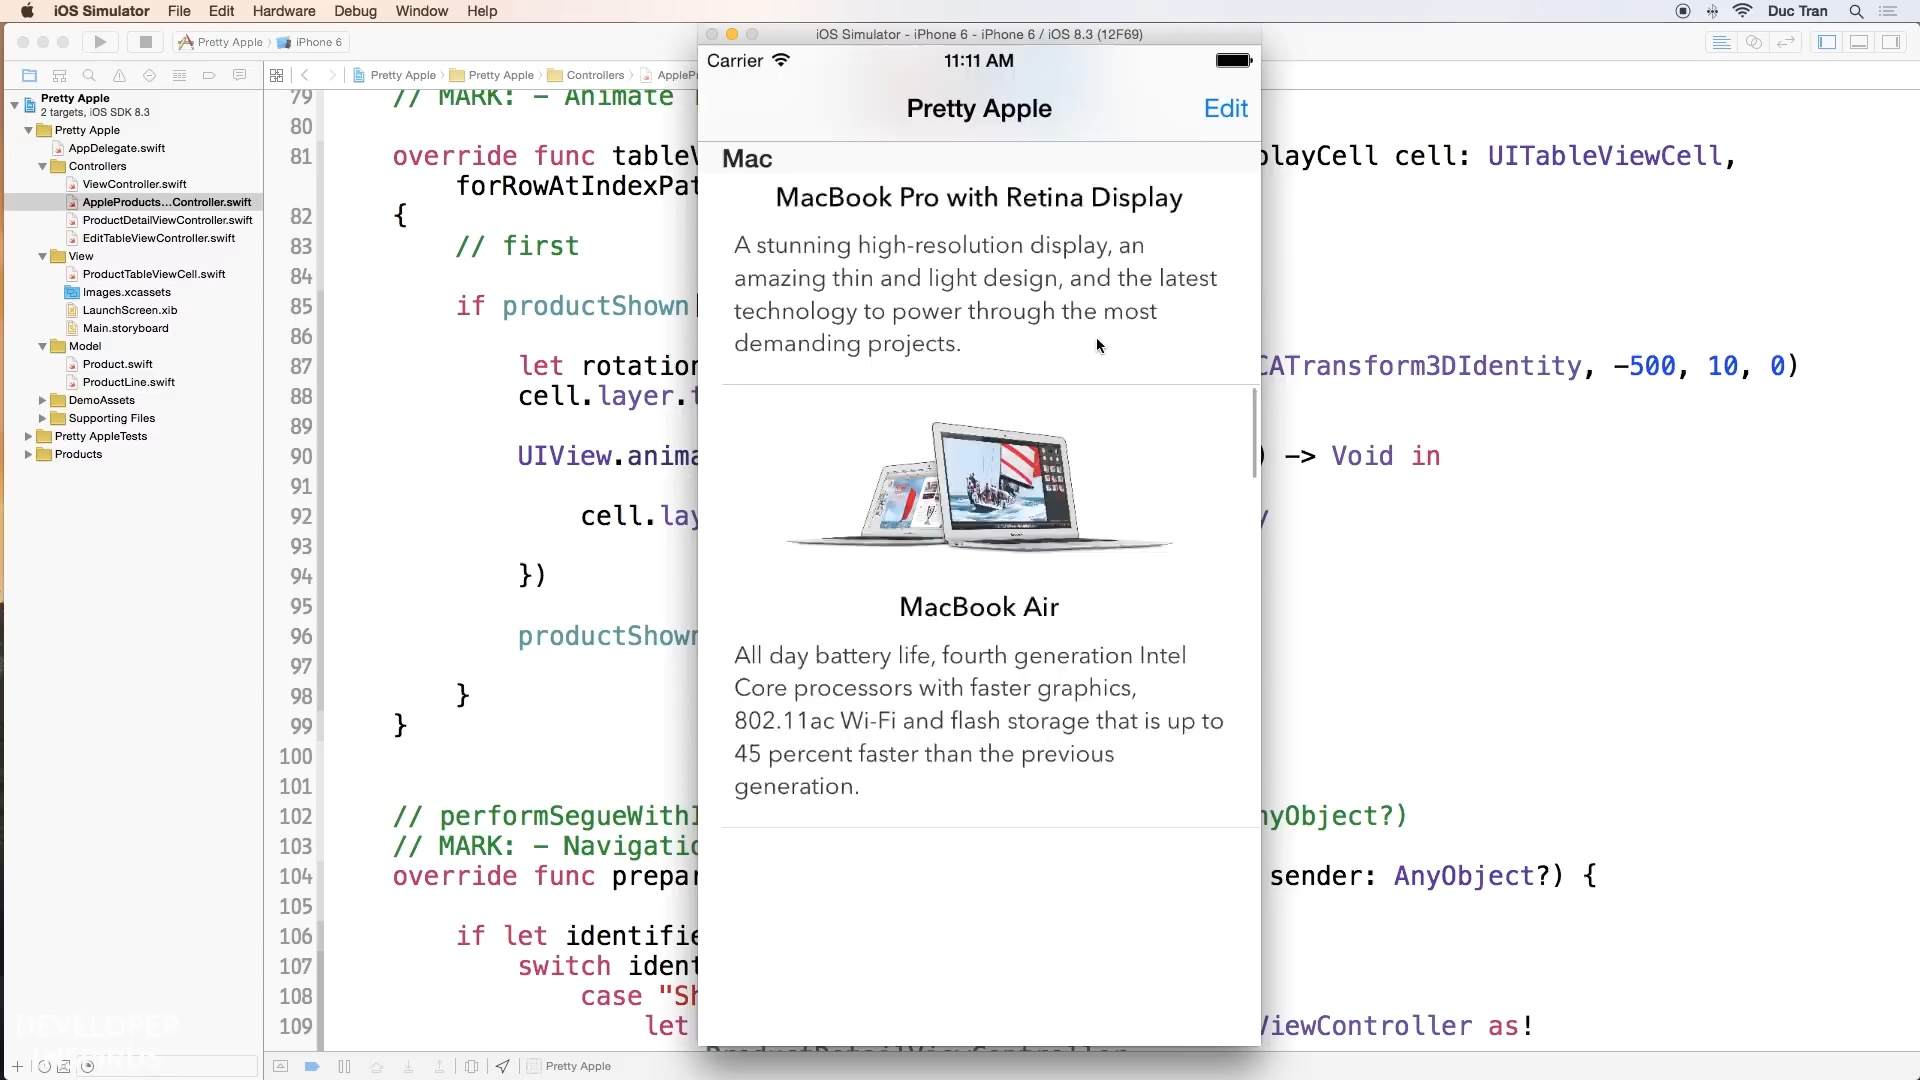 iOS Simulator File Edit Hardware Debug Window Help
Duc Tran
Pretty Apple iPhone 6
iOS Simulator - iPhone 6 - iPhone 6 / iOS 8.3 (12F69)
Pretty Apple Pretty Apple Controllers AppleP
Pretty Apple
2 targets, iOS SDK 8.3
Pretty Apple
AppDelegate.swift
Controllers
ViewController.swift
AppleProducts...Controller.swift
ProductDetailViewController.swift
EditTableViewController.swift
View
ProductTableViewCell.swift
Images.xcassets
LaunchScreen.xib
Main.storyboard
Model
Product.swift
ProductLine.swift
DemoAssets
Supporting Files
Pretty AppleTests
Products
79 // MARK: - Animate
80
81 override func tableV layCell cell: UITableViewCell,
forRowAtIndexPat
82 {
83 // first
84
85 if productShown
86
87 let rotation CATransform3DIdentity, -500, 10, 0)
88 cell.layer.t
89
90 UIView.anima ) -> Void in
91
92 cell.lay y
93
94 })
95
96 productShown
97
98 }
99 }
100
101
102 // performSegueWithI nyObject?)
103 // MARK: - Navigatio
104 override func prepar sender: AnyObject?) {
105
106 if let identifie
107 switch ident
108 case "Sh
109 let ViewController as!
ProductDetailViewController
Carrier 11:11 AM
Pretty Apple Edit
Mac
MacBook Pro with Retina Display
A stunning high-resolution display, an
amazing thin and light design, and the latest
technology to power through the most
demanding projects.
MacBook Air
All day battery life, fourth generation Intel
Core processors with faster graphics,
802.11ac Wi-Fi and flash storage that is up to
45 percent faster than the previous
generation.
DEVELOPER
Pretty Apple